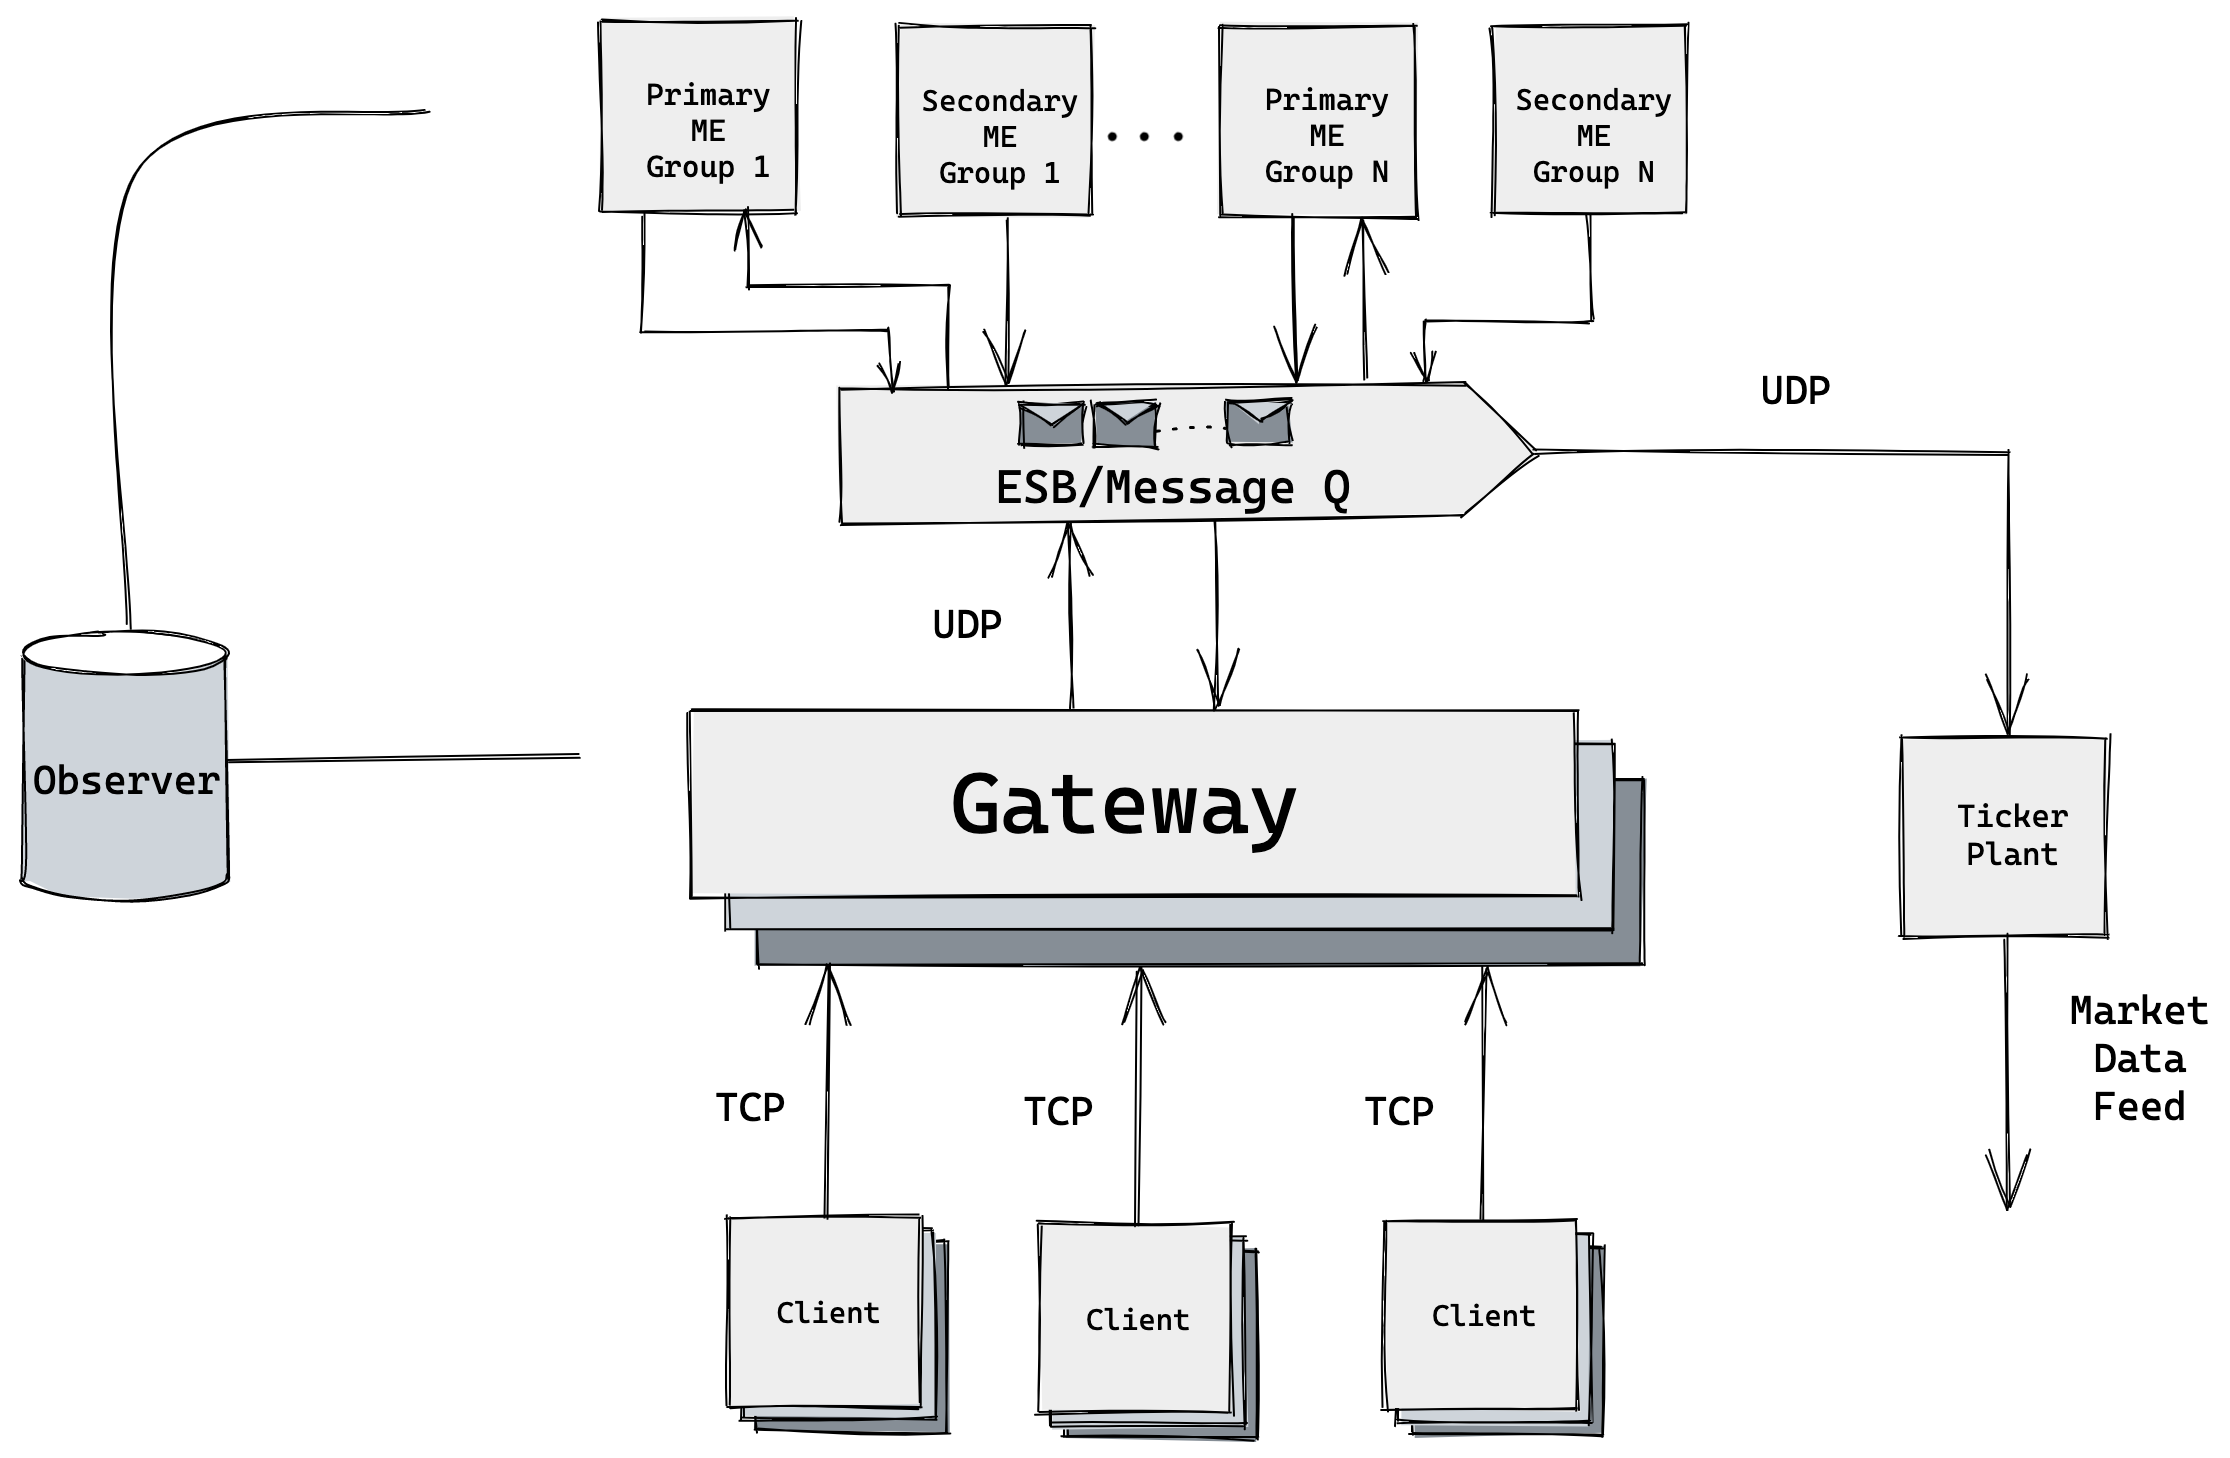 Primary
ME
Group 1
Secondary
ME
Group 1
Primary
ME
Group N
Secondary
ME
Group N
UDP
ESB/Message Q
UDP
Observer
Gateway
Ticker
Plant
Market
Data
Feed
TCP
TCP
TCP
Client
Client
Client